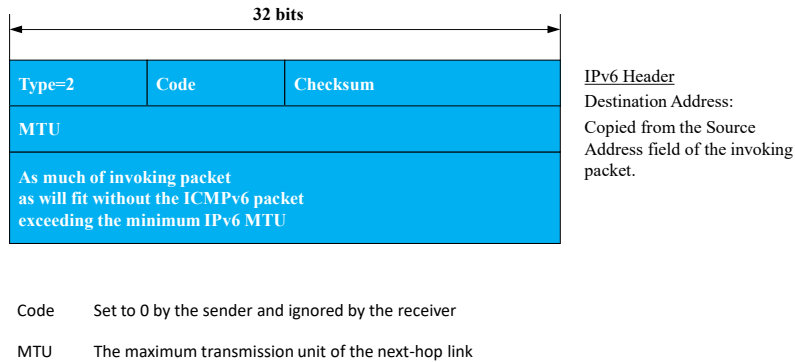 32 bits
Type=2 Code Checksum
MTU
As much of invoking packet
as will fit without the ICMPv6 packet
exceeding the minimum IPv6 MTU
IPv6 Header
Destination Address:
Copied from the Source
Address field of the invoking
packet.
Code Set to 0 by the sender and ignored by the receiver
MTU The maximum transmission unit of the next-hop link